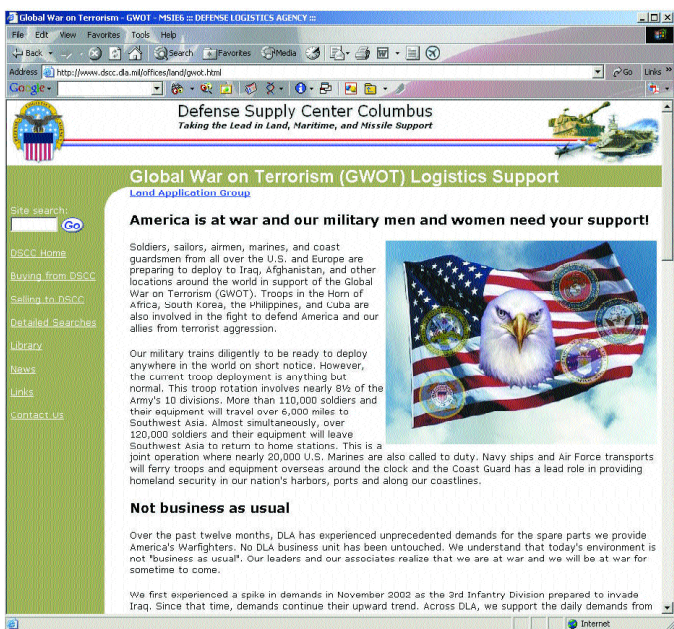 Global War on Terrorism - GWOT - MSIE6 ::: DEFENSE LOGISTICS AGENCY :::
File Edit View Favorites Tools Help
Back Search Favorites Media
Address http://www.dscc.dla.mil/offices/land/gwot.html Go Links »
Google
Defense Supply Center Columbus
Taking the Lead in Land, Maritime, and Missile Support
Global War on Terrorism (GWOT) Logistics Support
Land Application Group
Site search:
Go
DSCC Home
Buying from DSCC
Selling to DSCC
Detailed Searches
Library
News
Links
Contact Us
America is at war and our military men and women need your support!
Soldiers, sailors, airmen, marines, and coast
guardsmen from all over the U.S. and Europe are
preparing to deploy to Iraq, Afghanistan, and other
locations around the world in support of the Global
War on Terrorism (GWOT). Troops in the Horn of
Africa, South Korea, the Philippines, and Cuba are
also involved in the fight to defend America and our
allies from terrorist aggression.
Our military trains diligently to be ready to deploy
anywhere in the world on short notice. However,
the current troop deployment is anything but
normal. This troop rotation involves nearly 8½ of the
Army's 10 divisions. More than 110,000 soldiers and
their equipment will travel over 6,000 miles to
Southwest Asia. Almost simultaneously, over
120,000 soldiers and their equipment will leave
Southwest Asia to return to home stations. This is a
joint operation where nearly 20,000 U.S. Marines are also called to duty. Navy ships and Air Force transports
will ferry troops and equipment overseas around the clock and the Coast Guard has a lead role in providing
homeland security in our nation's harbors, ports and along our coastlines.
Not business as usual
Over the past twelve months, DLA has experienced unprecedented demands for the spare parts we provide
America's Warfighters. No DLA business unit has been untouched. We understand that today's environment is
not "business as usual". Our leaders and our associates realize that we are at war and we will be at war for
sometime to come.
We first experienced a spike in demands in November 2002 as the 3rd Infantry Division prepared to invade
Iraq. Since that time, demands continue their upward trend. Across DLA, we support the daily demands from
Internet